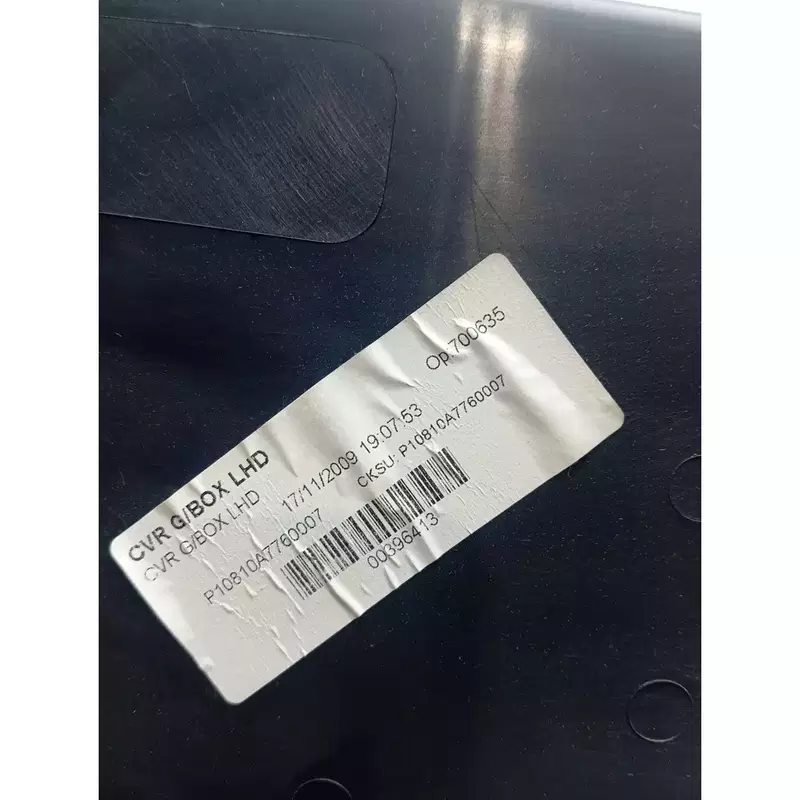 Op.700635
CVR G/BOX LHD
CVR G/BOX LHD 17/11/2009 19:07:53
P10810A7760007 CKSU: P10810A7760007
00396413